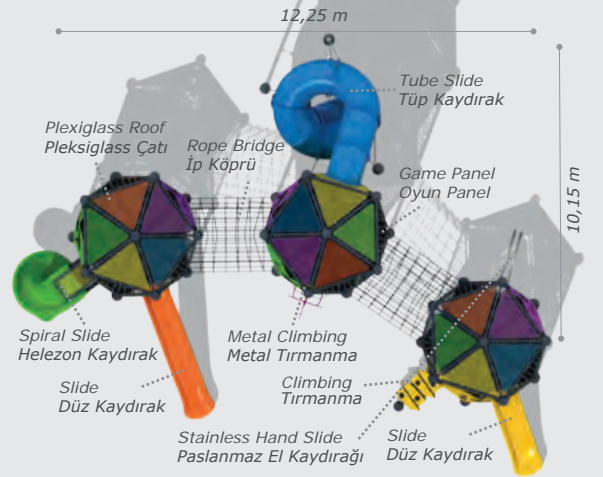 12,25 m
Tube Slide
Tüp Kaydırak
Plexiglass Roof
Pleksiglass Çatı
Rope Bridge
İp Köprü
Game Panel
Oyun Panel
10,15 m
Spiral Slide
Helezon Kaydırak
Metal Climbing
Metal Tırmanma
Slide
Düz Kaydırak
Climbing
Tırmanma
Stainless Hand Slide
Paslanmaz El Kaydırağı
Slide
Düz Kaydırak